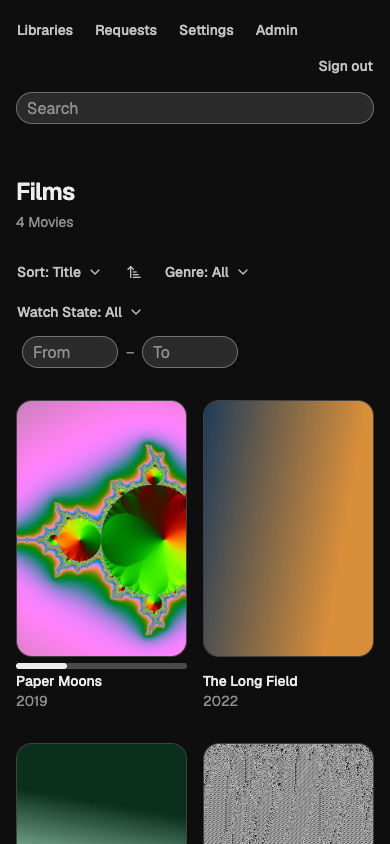 Libraries Requests Settings Admin
Sign out
Search
Films
4 Movies
Sort: Title Genre: All
Watch State: All
From – To
Paper Moons The Long Field
2019 2022